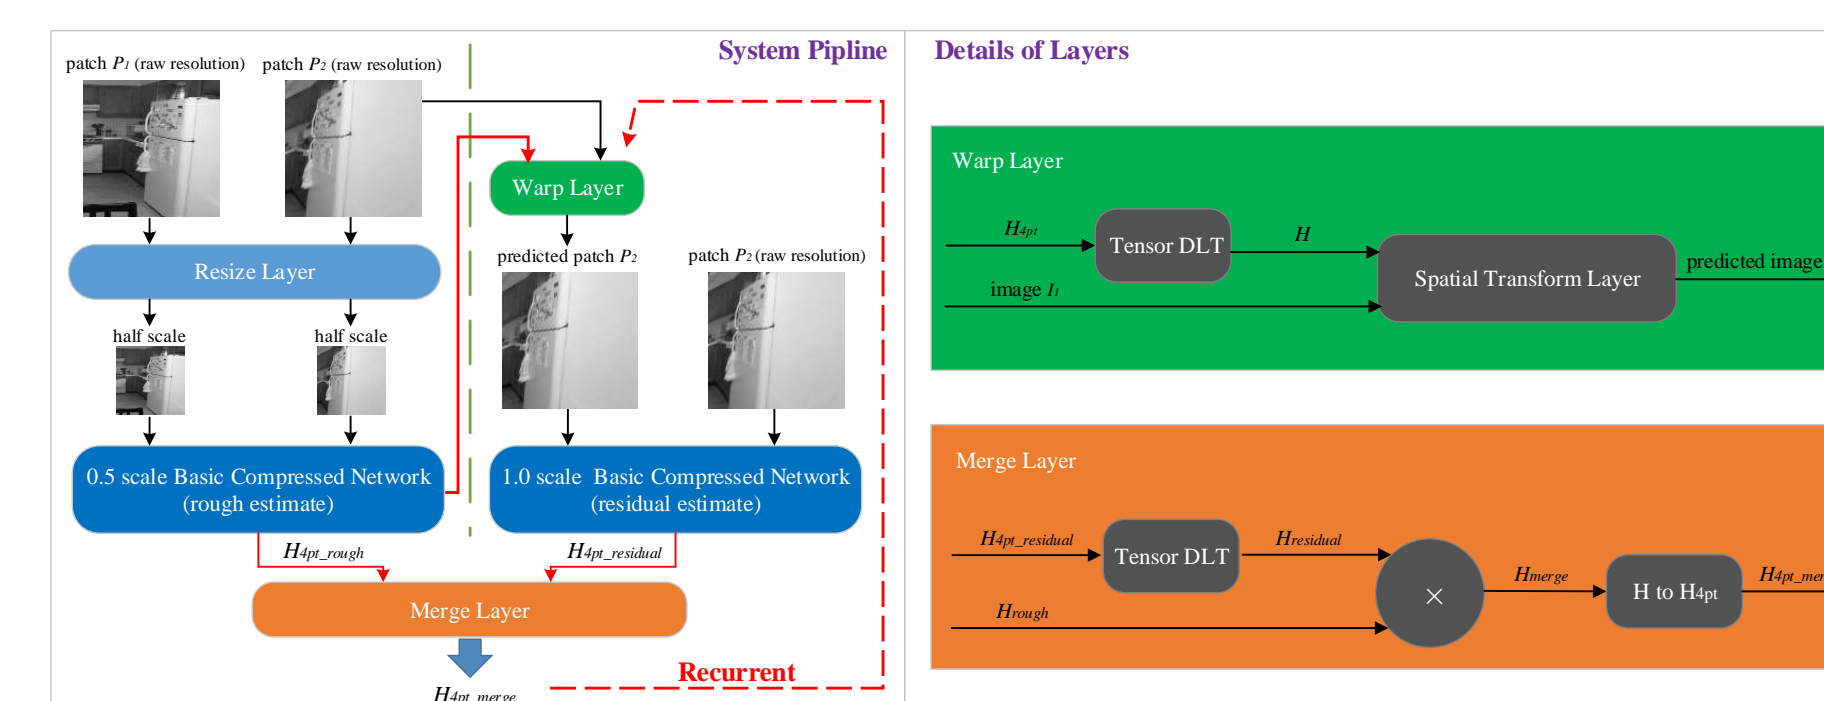 System Pipline
patch P1 (raw resolution)
patch P2 (raw resolution)
Warp Layer
Resize Layer
predicted patch P2
patch P2 (raw resolution)
half scale
half scale
0.5 scale Basic Compressed Network
(rough estimate)
1.0 scale Basic Compressed Network
(residual estimate)
H4pt_rough
H4pt_residual
Merge Layer
Recurrent
H4pt_merge
Details of Layers
Warp Layer
H4pt
Tensor DLT
H
image I1
Spatial Transform Layer
predicted image
Merge Layer
H4pt_residual
Tensor DLT
Hresidual
Hrough
×
Hmerge
H to H4pt
H4pt_mer